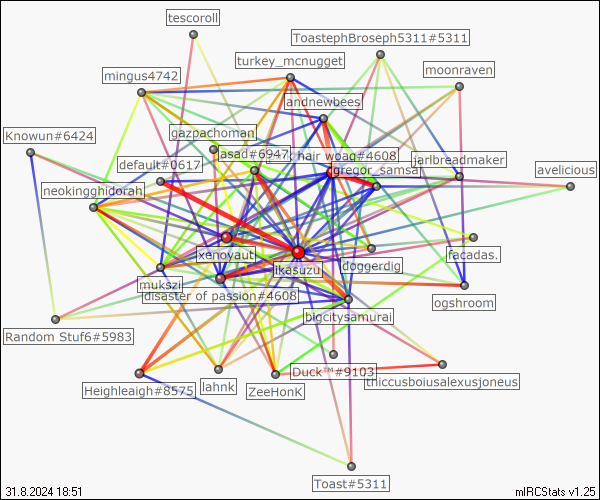 tescoroll
ToastephBroseph5311#5311
turkey_mcnugget
moonraven
mingus4742
andnewbees
gazpachoman
Knowun#6424
asad#6947
hair woag#4608
jarlbreadmaker
default#0617
gregor_samsa
avelicious
neokingghidorah
xenoyaut
facadas.
ikasuzu
doggerdig
mukszii
disaster of passion#4608
ogshroom
bigcitysamurai
Random Stuf6#5983
Duck™#9103
thiccusboiusalexusjoneus
Heighleaigh#8575
lahnk
ZeeHonK
Toast#5311
31.8.2024 18:51
mIRCStats v1.25